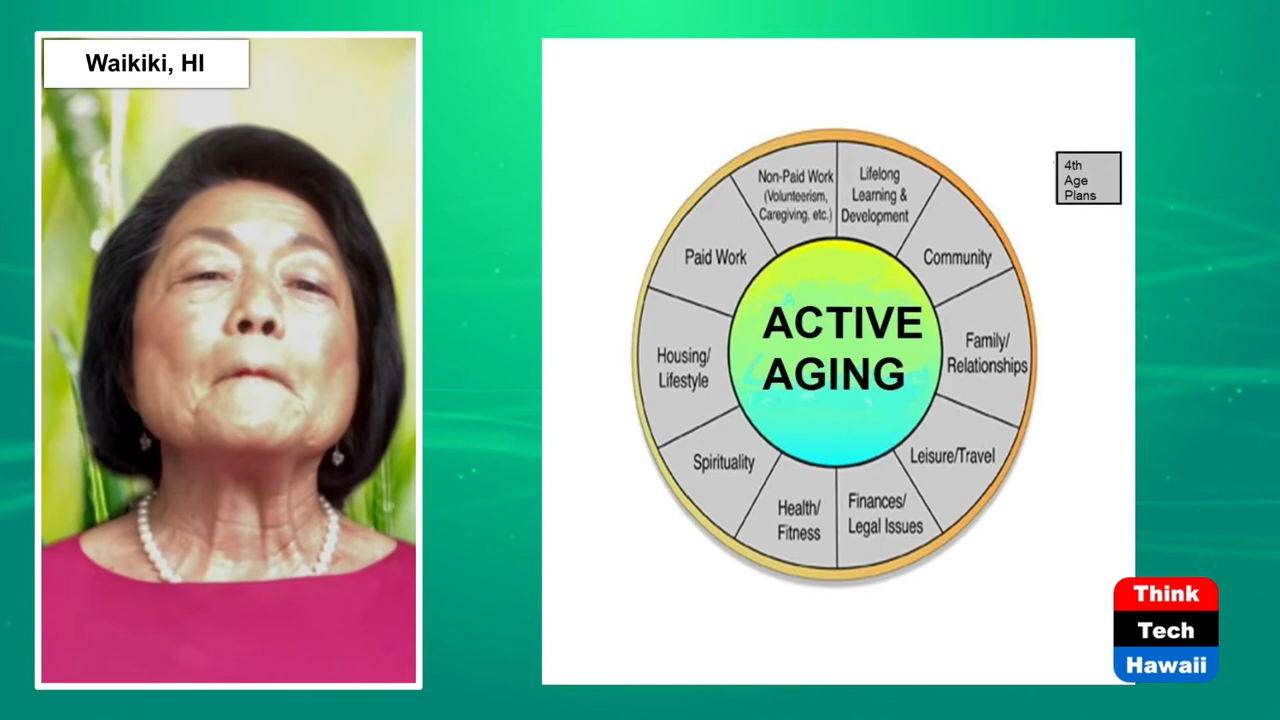 Waikiki, HI
4th
Age
Plans
Non-Paid Work
(Volunteerism,
Caregiving, etc.)
Lifelong
Learning &
Development
Community
Family/
Relationships
Leisure/Travel
Finances/
Legal Issues
Health/
Fitness
Spirituality
Housing/
Lifestyle
Paid Work
A
ACTIVE
AGING
Think
Tech
Hawaii